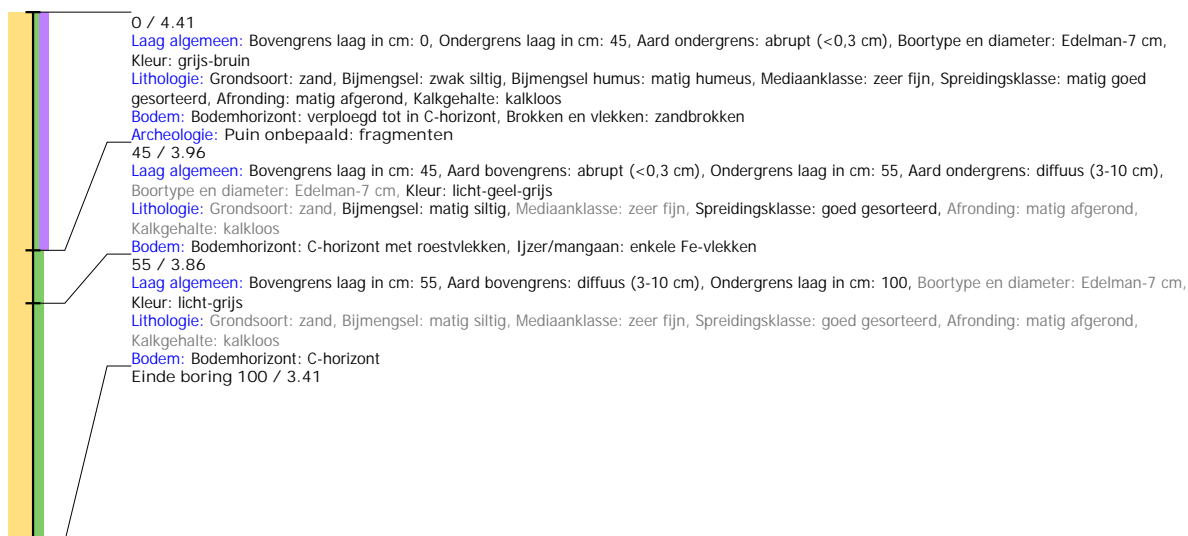 0 / 4.41
Laag algemeen: Bovengrens laag in cm: 0, Ondergrens laag in cm: 45, Aard ondergrens: abrupt (<0,3 cm), Boortype en diameter: Edelman-7 cm,
Kleur: grijs-bruin
Lithologie: Grondsoort: zand, Bijmengsel: zwak siltig, Bijmengsel humus: matig humeus, Mediaanklasse: zeer fijn, Spreidingsklasse: matig goed
gesorteerd, Afronding: matig afgerond, Kalkgehalte: kalkloos
Bodem: Bodemhorizont: verploegd tot in C-horizont, Brokken en vlekken: zandbrokken
Archeologie: Puin onbepaald: fragmenten
45 / 3.96
Laag algemeen: Bovengrens laag in cm: 45, Aard bovengrens: abrupt (<0,3 cm), Ondergrens laag in cm: 55, Aard ondergrens: diffuus (3-10 cm),
Boortype en diameter: Edelman-7 cm, Kleur: licht-geel-grijs
Lithologie: Grondsoort: zand, Bijmengsel: matig siltig, Mediaanklasse: zeer fijn, Spreidingsklasse: goed gesorteerd, Afronding: matig afgerond,
Kalkgehalte: kalkloos
Bodem: Bodemhorizont: C-horizont met roestvlekken, Ijzer/mangaan: enkele Fe-vlekken
55 / 3.86
Laag algemeen: Bovengrens laag in cm: 55, Aard bovengrens: diffuus (3-10 cm), Ondergrens laag in cm: 100, Boortype en diameter: Edelman-7 cm,
Kleur: licht-grijs
Lithologie: Grondsoort: zand, Bijmengsel: matig siltig, Mediaanklasse: zeer fijn, Spreidingsklasse: goed gesorteerd, Afronding: matig afgerond,
Kalkgehalte: kalkloos
Bodem: Bodemhorizont: C-horizont
Einde boring 100 / 3.41